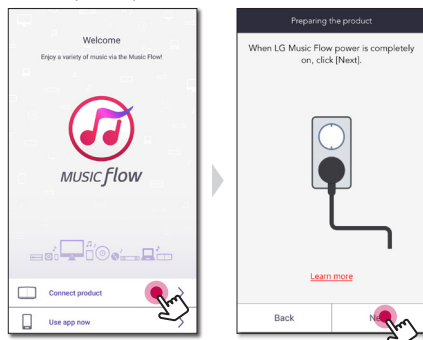 Welcome
Enjoy a variety of music via the Music Flow!
MUSIC flow
Connect product
Use app now
Preparing the product
When LG Music Flow power is completely
on, click [Next].
Learn more
Back